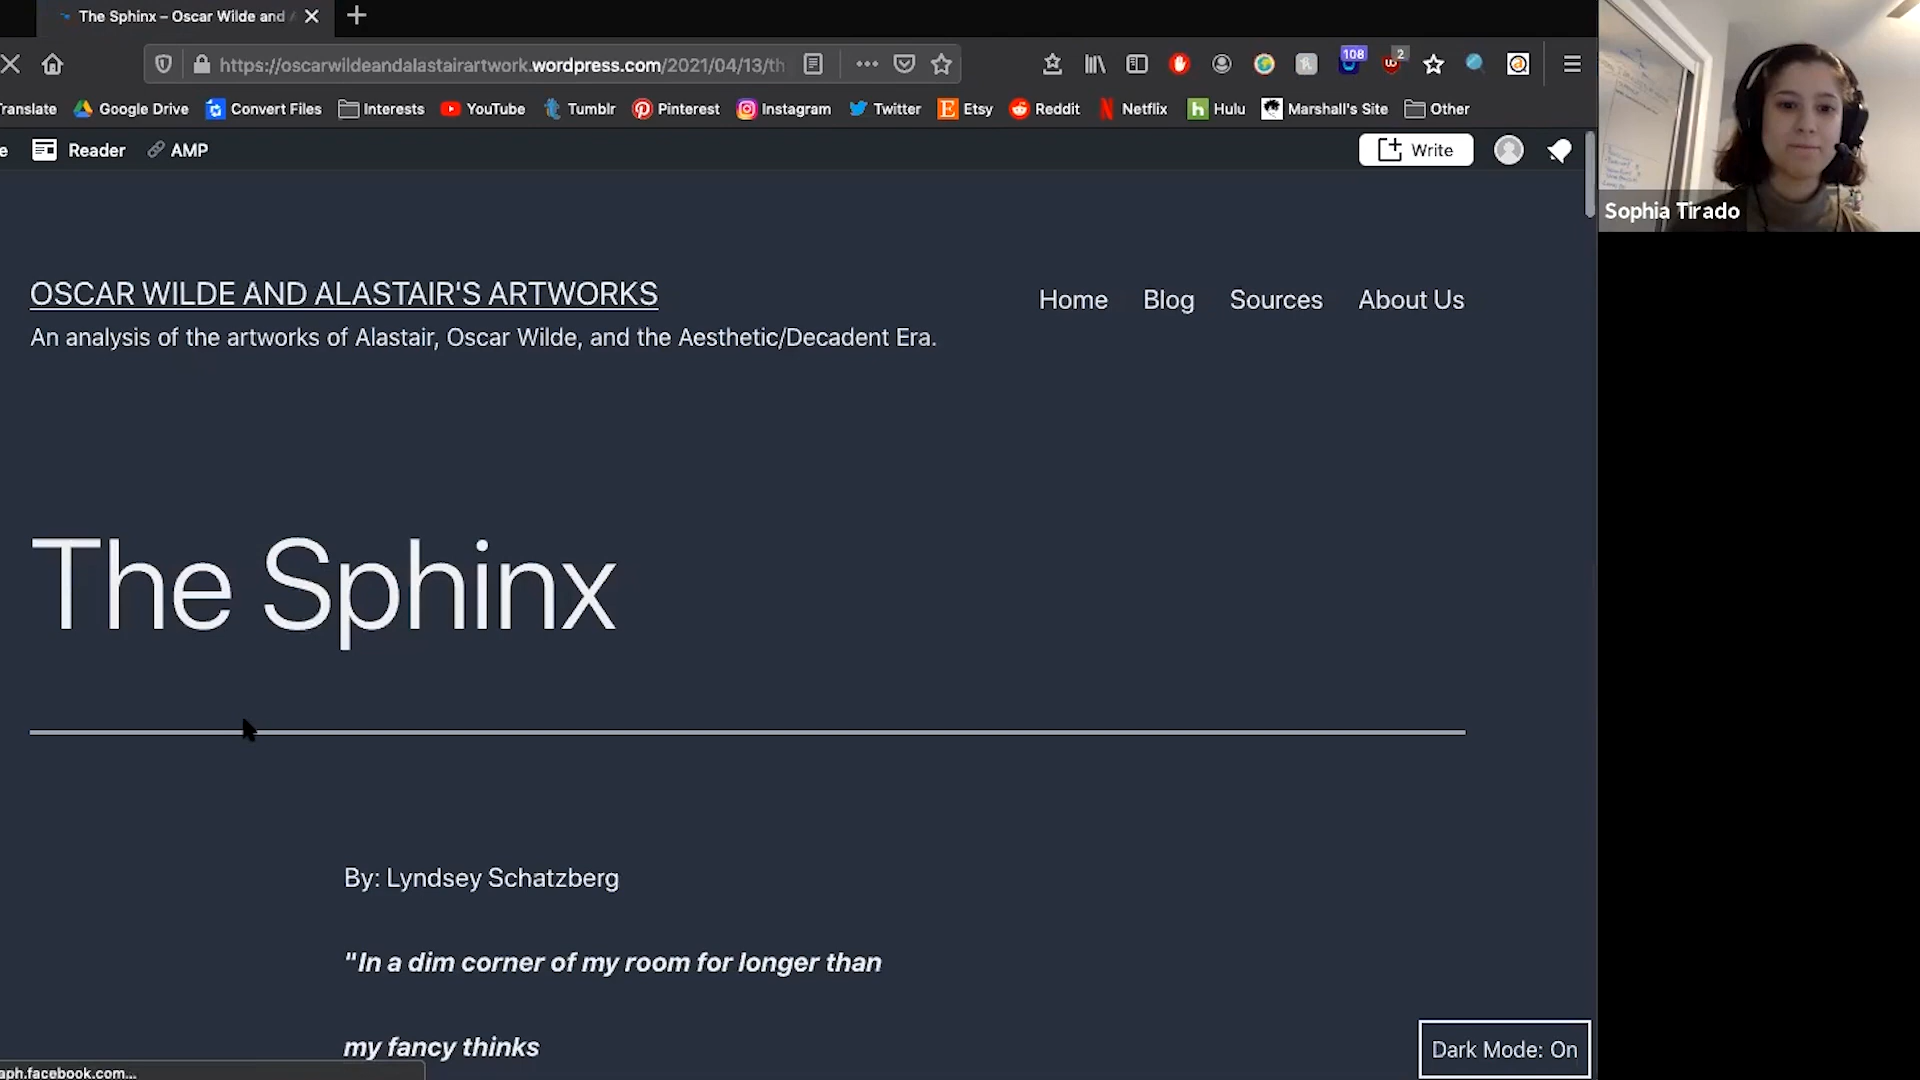 The Sphinx – Oscar Wilde and
https://oscarwildeandalastairartwork.wordpress.com/2021/04/13/th
108
2
ranslate Google Drive Convert Files Interests YouTube Tumblr Pinterest Instagram Twitter Etsy Reddit Netflix Hulu Marshall's Site Other
e Reader AMP
Write
Sophia Tirado
OSCAR WILDE AND ALASTAIR'S ARTWORKS
An analysis of the artworks of Alastair, Oscar Wilde, and the Aesthetic/Decadent Era.
Home Blog Sources About Us
The Sphinx
By: Lyndsey Schatzberg
“In a dim corner of my room for longer than
my fancy thinks
Dark Mode: On
aph.facebook.com...